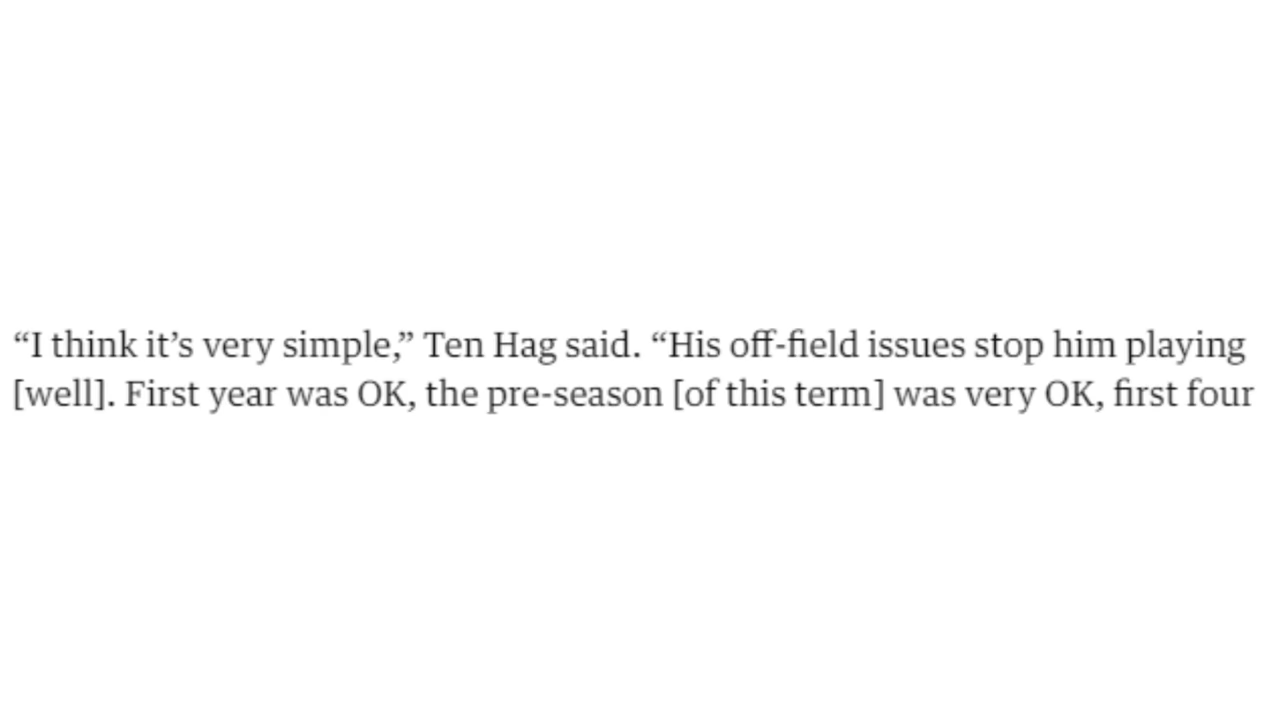 “I think it’s very simple,” Ten Hag said. “His off-field issues stop him playing
[well]. First year was OK, the pre-season [of this term] was very OK, first four